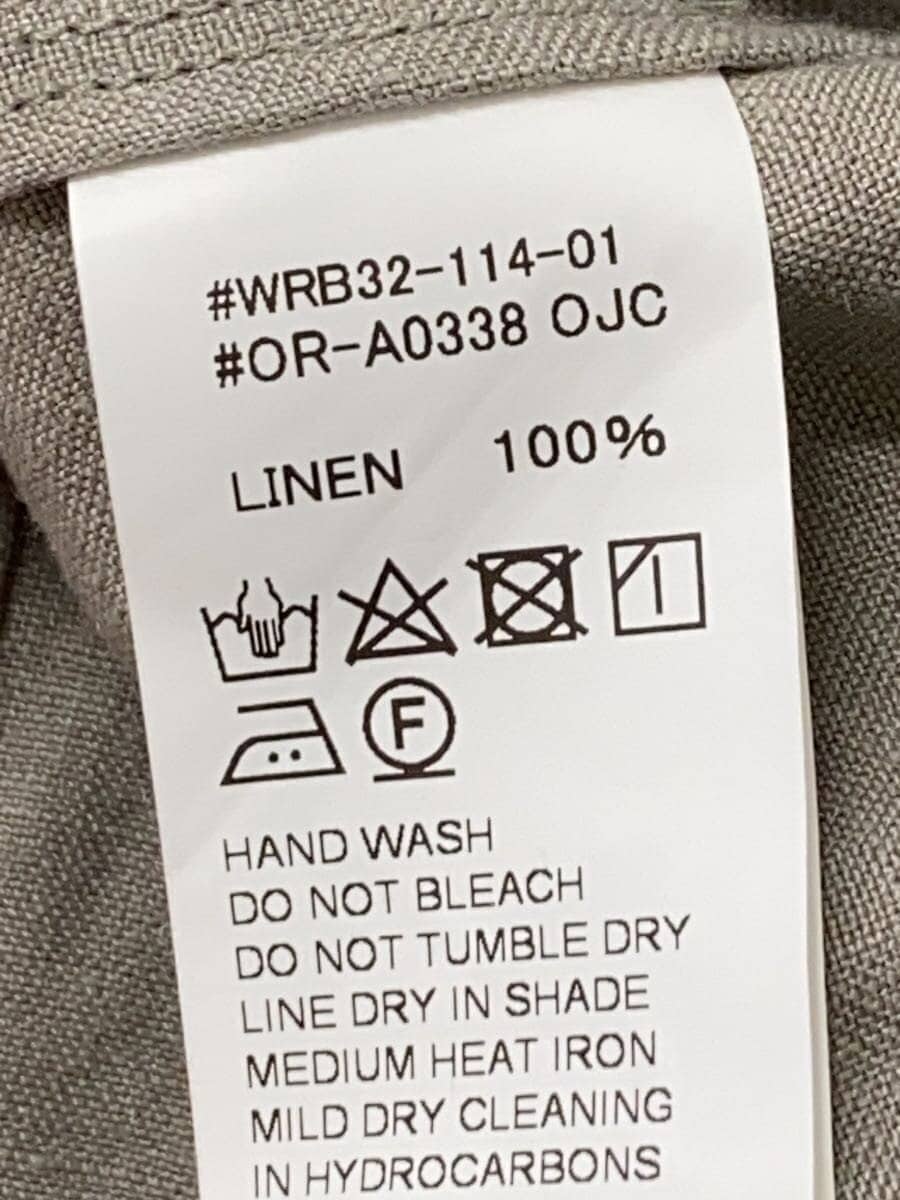 #WRB32-114-01
#OR-A0338 OJC
LINEN 100%
F
HAND WASH
DO NOT BLEACH
DO NOT TUMBLE DRY
LINE DRY IN SHADE
MEDIUM HEAT IRON
MILD DRY CLEANING
IN HYDROCARBONS